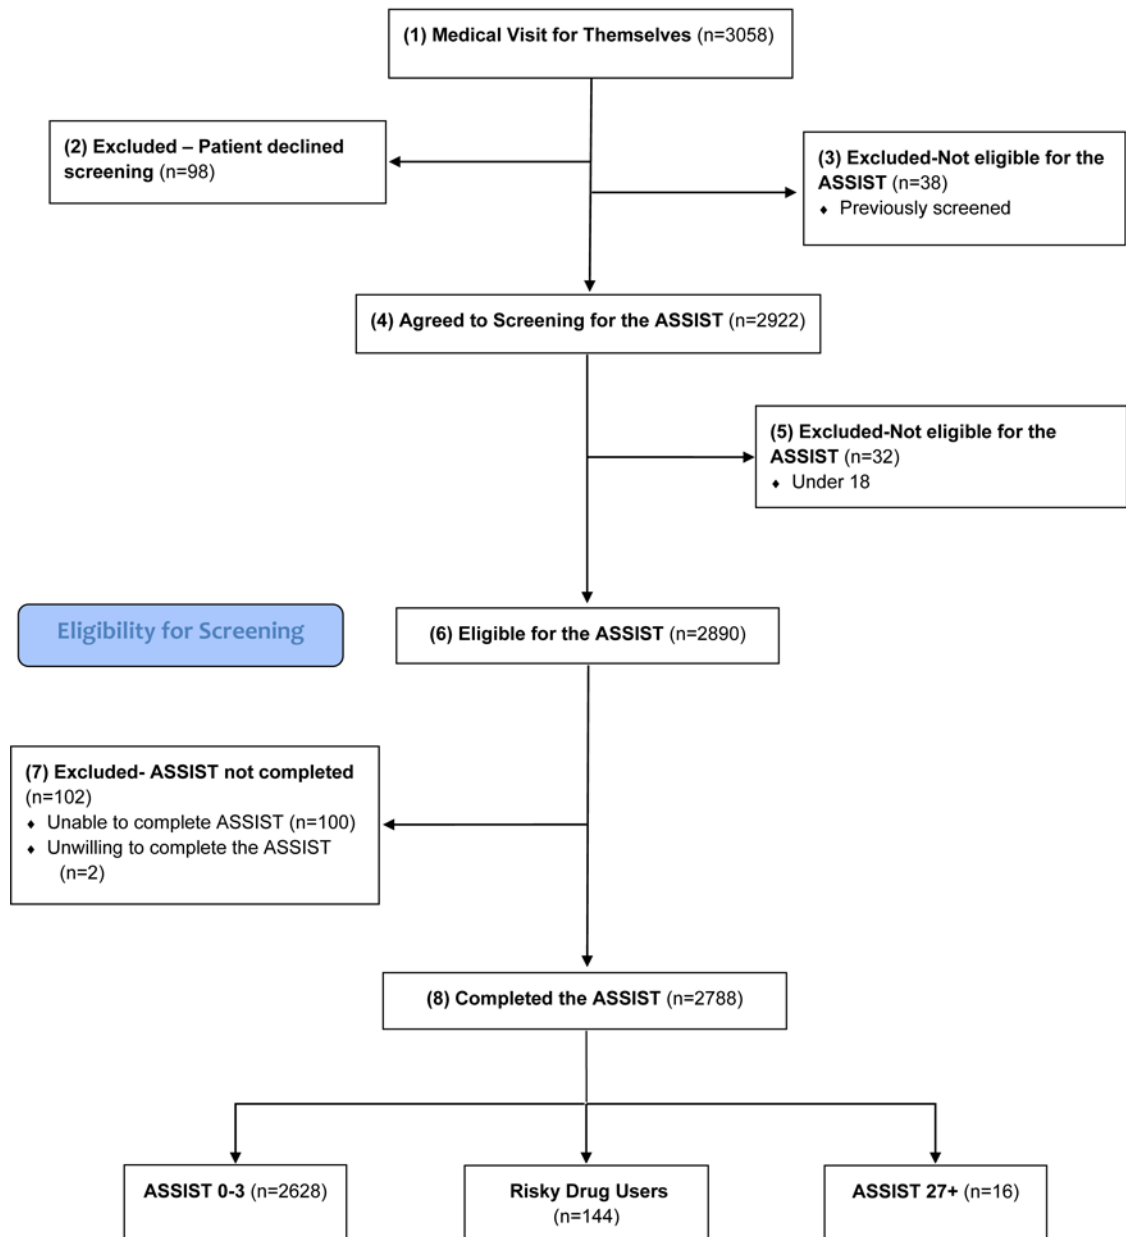 (1) Medical Visit for Themselves (n=3058)
(2) Excluded – Patient declined
screening (n=98)
(3) Excluded-Not eligible for the
ASSIST (n=38)
⬧ Previously screened
(4) Agreed to Screening for the ASSIST (n=2922)
(5) Excluded-Not eligible for the
ASSIST (n=32)
⬧ Under 18
Eligibility for Screening
(6) Eligible for the ASSIST (n=2890)
(7) Excluded- ASSIST not completed
(n=102)
⬧ Unable to complete ASSIST (n=100)
⬧ Unwilling to complete the ASSIST
(n=2)
(8) Completed the ASSIST (n=2788)
ASSIST 0-3 (n=2628)
Risky Drug Users
(n=144)
ASSIST 27+ (n=16)